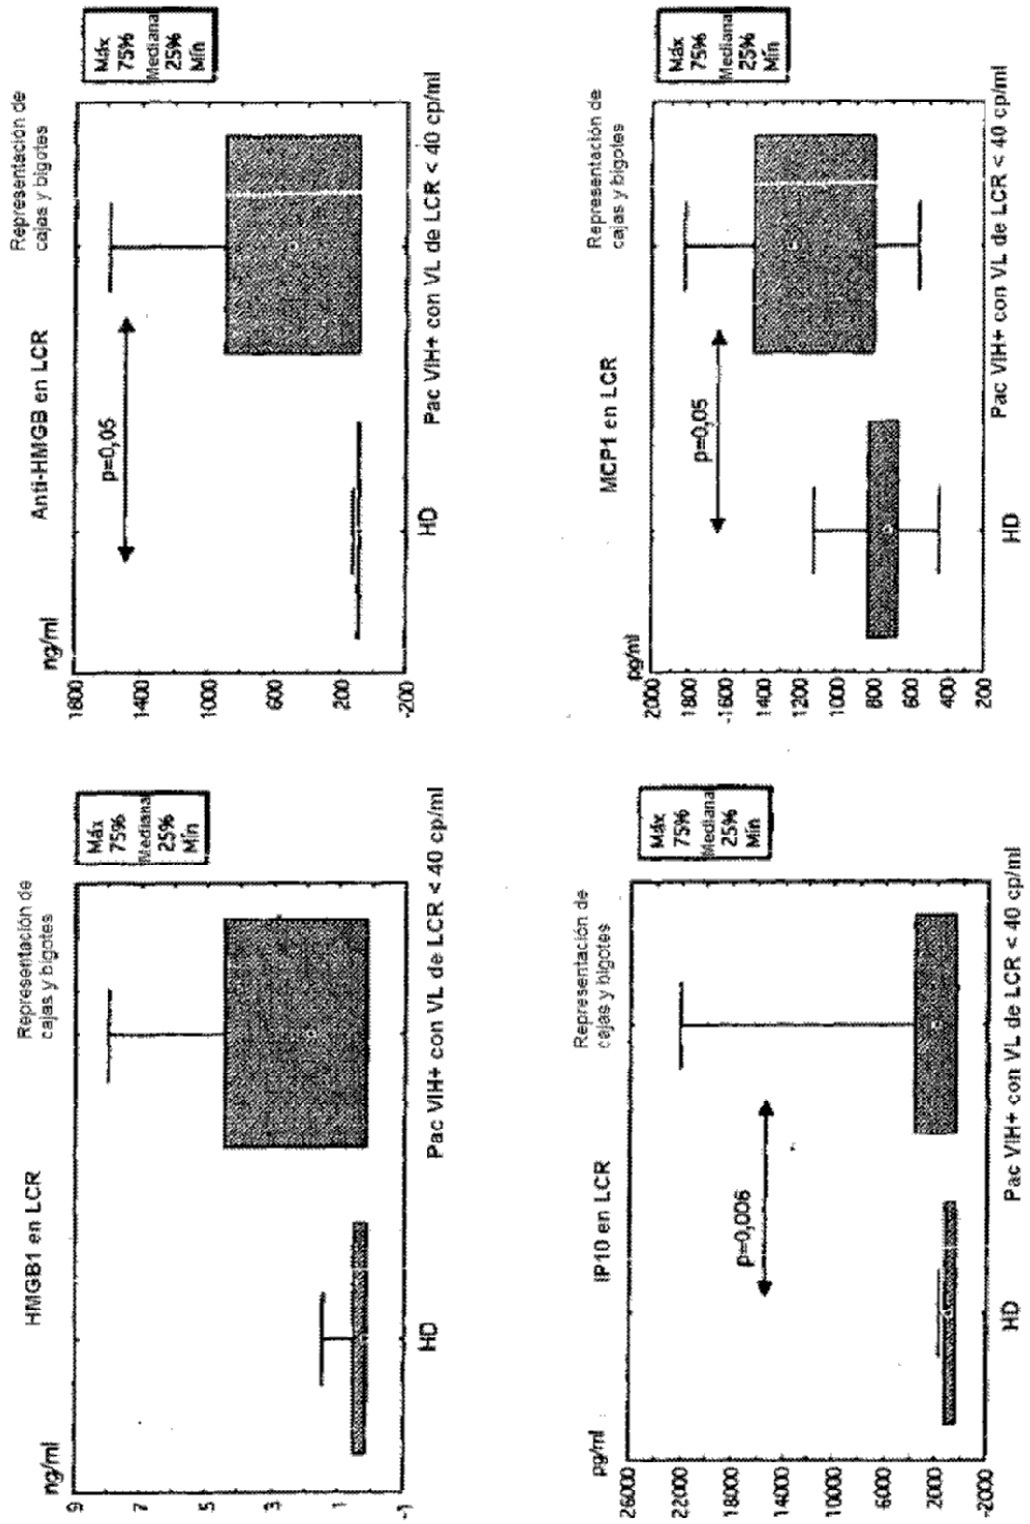 HMGB1 en LCR
Representación de
cajas y bigotes
ng/ml
9
7
5
3
1
-1
HD
Pac VIH+ con VL de LCR < 40 cp/ml
Máx
75%
Mediana
25%
Mín
Anti-HMGB en LCR
Representación de
cajas y bigotes
ng/ml
1800
1400
1000
600
200
-200
p=0,05
HD
Pac VIH+ con VL de LCR < 40 cp/ml
Máx
75%
Mediana
25%
Mín
IP10 en LCR
Representación de
cajas y bigotes
pg/ml
26000
22000
18000
14000
10000
6000
2000
-2000
p=0,006
HD
Pac VIH+ con VL de LCR < 40 cp/ml
Máx
75%
Mediana
25%
Mín
MCP1 en LCR
Representación de
cajas y bigotes
pg/ml
2000
1800
1600
1400
1200
1000
800
600
400
200
p=0,05
HD
Pac VIH+ con VL de LCR < 40 cp/ml
Máx
75%
Mediana
25%
Mín